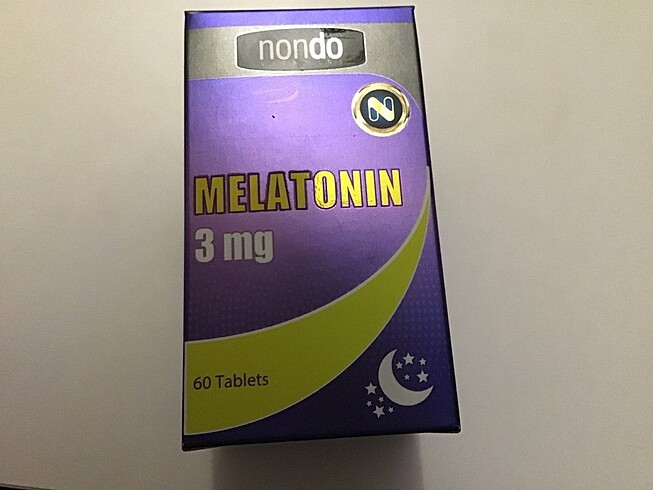 nondo
N
MELATONIN
3 mg
60 Tablets